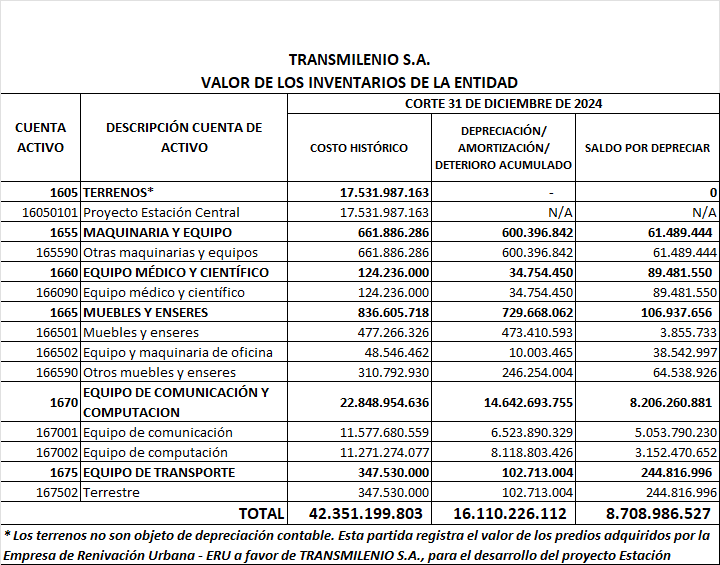 TRANSMILENIO S.A.
VALOR DE LOS INVENTARIOS DE LA ENTIDAD
CORTE 31 DE DICIEMBRE DE 2024
CUENTA ACTIVO DESCRIPCIÓN CUENTA DE ACTIVO COSTO HISTÓRICO DEPRECIACIÓN/ AMORTIZACIÓN/ DETERIORO ACUMULADO SALDO POR DEPRECIAR
1605 TERRENOS* 17.531.987.163 - 0
16050101 Proyecto Estación Central 17.531.987.163 N/A N/A
1655 MAQUINARIA Y EQUIPO 661.886.286 600.396.842 61.489.444
165590 Otras maquinarias y equipos 661.886.286 600.396.842 61.489.444
1660 EQUIPO MÉDICO Y CIENTÍFICO 124.236.000 34.754.450 89.481.550
166090 Equipo médico y científico 124.236.000 34.754.450 89.481.550
1665 MUEBLES Y ENSERES 836.605.718 729.668.062 106.937.656
166501 Muebles y enseres 477.266.326 473.410.593 3.855.733
166502 Equipo y maquinaria de oficina 48.546.462 10.003.465 38.542.997
166590 Otros muebles y enseres 310.792.930 246.254.004 64.538.926
1670 EQUIPO DE COMUNICACIÓN Y COMPUTACION 22.848.954.636 14.642.693.755 8.206.260.881
167001 Equipo de comunicación 11.577.680.559 6.523.890.329 5.053.790.230
167002 Equipo de computación 11.271.274.077 8.118.803.426 3.152.470.652
1675 EQUIPO DE TRANSPORTE 347.530.000 102.713.004 244.816.996
167502 Terrestre 347.530.000 102.713.004 244.816.996
TOTAL 42.351.199.803 16.110.226.112 8.708.986.527
* Los terrenos no son objeto de depreciación contable. Esta partida registra el valor de los predios adquiridos por la
Empresa de Renivación Urbana - ERU a favor de TRANSMILENIO S.A., para el desarrollo del proyecto Estación